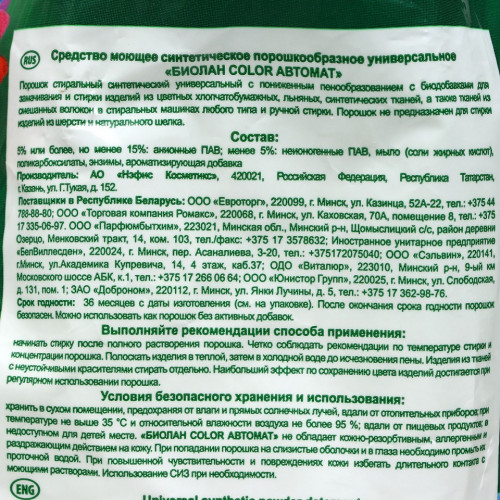 RUS
Средство моющее синтетическое порошкообразное универсальное
«БИОЛАН COLOR АВТОМАТ»
Порошок стиральный синтетический универсальный с пониженным пенообразованием с биодобавками для
замачивания и стирки изделий из цветных хлопчатобумажных, льняных, синтетических тканей, а также тканей из
смешанных волокон в стиральных машинах любого типа и ручной стирки. Порошок не предназначен для стирки
изделий из шерсти и натурального шелка.
Состав:
5% или более, но менее 15%: анионные ПАВ; менее 5%: неионогенные ПАВ, мыло (соли жирных кислот),
поликарбоксилаты, энзимы, ароматизирующая добавка
Производитель: АО «Нэфис Косметикс», 420021, Российская Федерация, Республика Татарстан,
г.Казань, ул. Г.Тукая, д. 152.
Поставщики в Республике Беларусь: ООО «Евроторг», 220099, г. Минск, ул. Казинца, 52А-22, тел.: +375 44
788-88-80; ООО «Торговая компания Ромакс», 220068, г. Минск, ул. Каховская, 70А, помещение 8, тел.: +375
17 335-06-97. ООО «Парфюмбытхим», 223021, Минская обл., Минский р-н, Щомыслицкий с/с, район деревни
Озерцо, Менковский тракт, 14, ком. 103, тел./факс: +375 17 3578632; Иностранное унитарное предприятие
«БелВиллесден», 220024, г. Минск, пер. Асаналиева, 3-20, тел.: +375172075040; ООО «Сэльвин», 220141,
г.Минск, ул.Академика Купревича, 14, 4 этаж, каб.37; ОДО «Виталюр», 223030, Минский р-н, 9-ый км
Московского шоссе АБК, к.1, тел.: +375 17 266 06 64; ООО «Юнистор Групп», 220025, г. Минск, ул. Слободская,
д. 131, пом. 1; ЗАО «Доброном», 220112, г. Минск, ул. Янки Лучины, д. 5, тел.: +375 17 362-98-76.
Срок годности: 36 месяцев с даты изготовления (см. на упаковке). После окончания срока годности порошок
безопасен. Можно использовать как порошок без активных добавок.
Выполняйте рекомендации способа применения:
начинать стирку после полного растворения порошка. Четко соблюдать рекомендации по температуре стирки и
концентрации порошка. Полоскать изделия в теплой, затем в холодной воде до исчезновения пены. Изделия из тканей
с неустойчивыми красителями стирать отдельно. Наибольший эффект по сохранению цвета изделий достигается при
регулярном использовании порошка.
Условия безопасного хранения и использования:
хранить в сухом помещении, предохраняя от влаги и прямых солнечных лучей, вдали от отопительных приборов; при
температуре не выше 35 °С и относительной влажности воздуха не более 95 %; вдали от пищевых продуктов; в
недоступном для детей месте. «БИОЛАН COLOR АВТОМАТ» не обладает кожно-резорбтивным, аллергенным и
раздражающим действием на кожу. При попадании порошка на слизистые оболочки и в глаза необходимо промыть их
проточной водой. При повышенной чувствительности и повреждениях кожи избегать длительного контакта с
моющими растворами. Использование СИЗ при необходимости.
ENG
Universal synthetic powder detergent